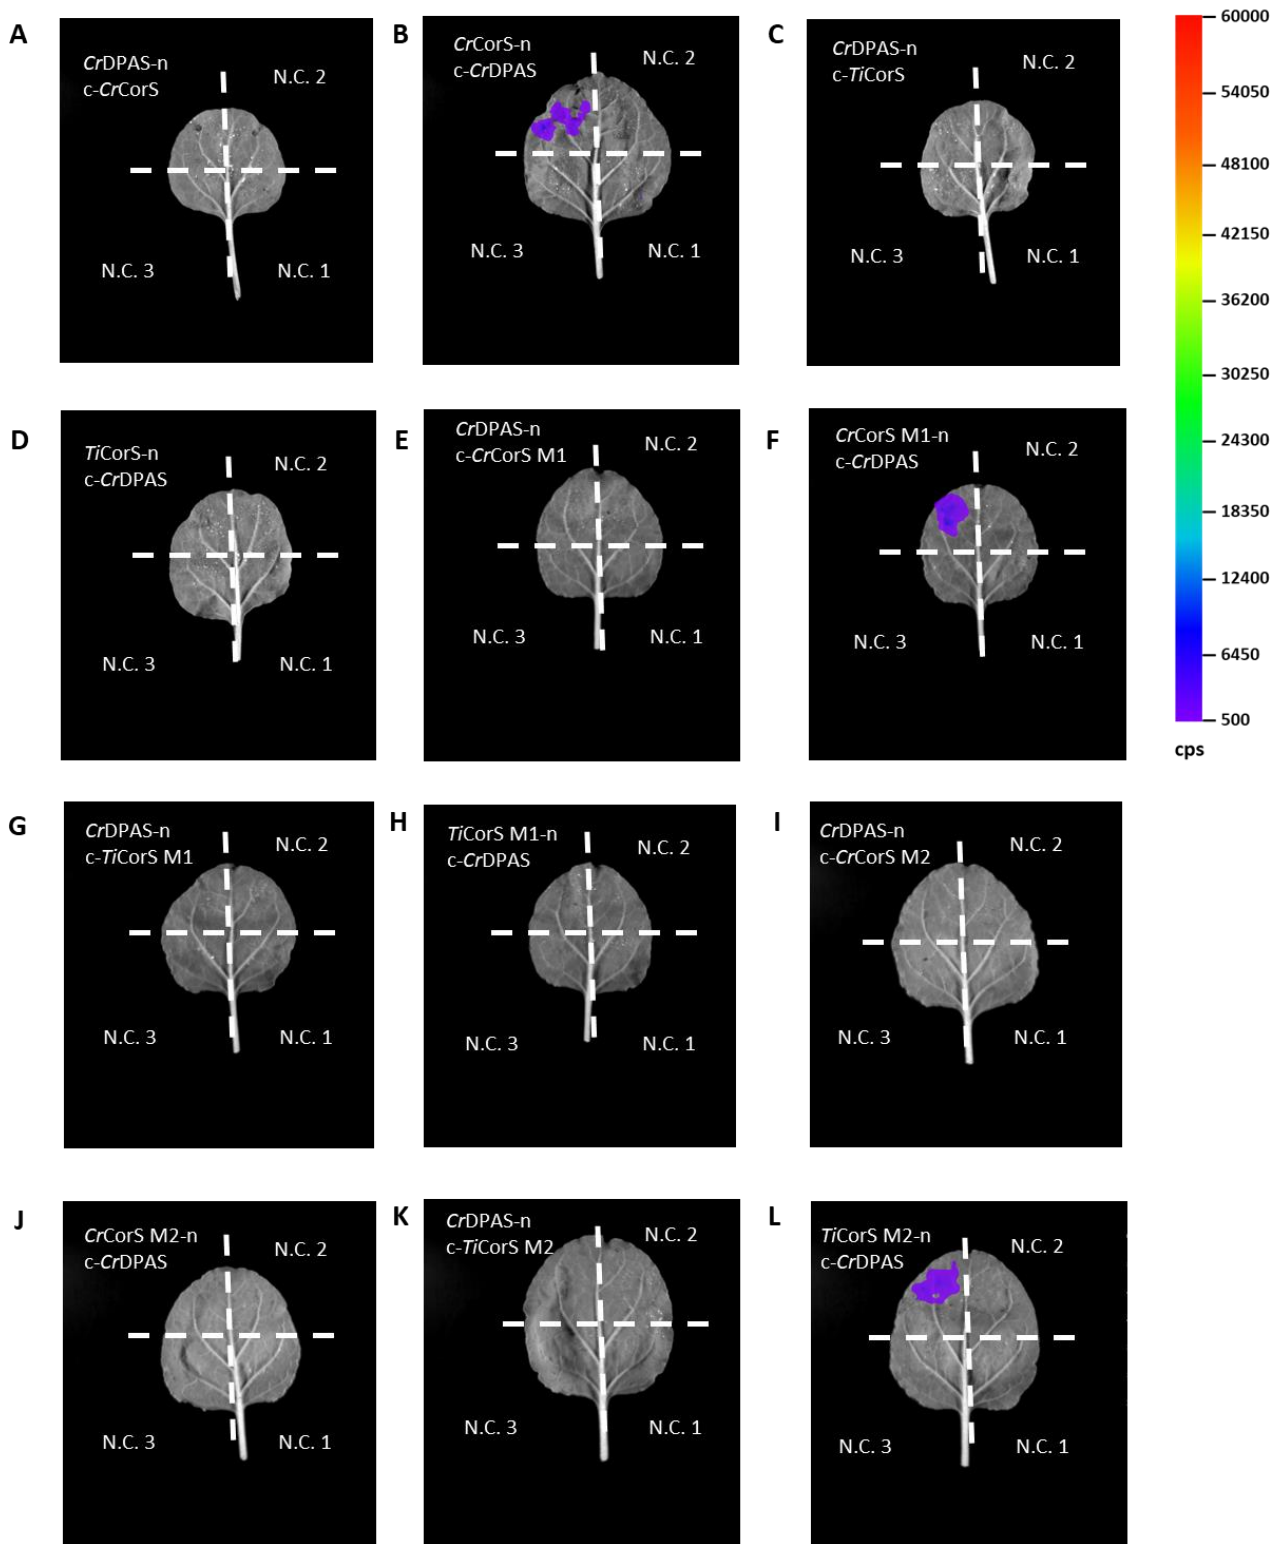 A
CrDPAS-n
c-CrCorS
N.C. 2
N.C. 3
N.C. 1
B
CrCorS-n
c-CrDPAS
N.C. 2
N.C. 3
N.C. 1
C
CrDPAS-n
c-TiCorS
N.C. 2
N.C. 3
N.C. 1
60000
54050
48100
42150
36200
30250
24300
18350
12400
6450
500
cps
D
TiCorS-n
c-CrDPAS
N.C. 2
N.C. 3
N.C. 1
E
CrDPAS-n
c-CrCorS M1
N.C. 2
N.C. 3
N.C. 1
F
CrCorS M1-n
c-CrDPAS
N.C. 2
N.C. 3
N.C. 1
G
CrDPAS-n
c-TiCorS M1
N.C. 2
N.C. 3
N.C. 1
H
TiCorS M1-n
c-CrDPAS
N.C. 2
N.C. 3
N.C. 1
I
CrDPAS-n
c-CrCorS M2
N.C. 2
N.C. 3
N.C. 1
J
CrCorS M2-n
c-CrDPAS
N.C. 2
N.C. 3
N.C. 1
K
CrDPAS-n
c-TiCorS M2
N.C. 2
N.C. 3
N.C. 1
L
TiCorS M2-n
c-CrDPAS
N.C. 2
N.C. 3
N.C. 1